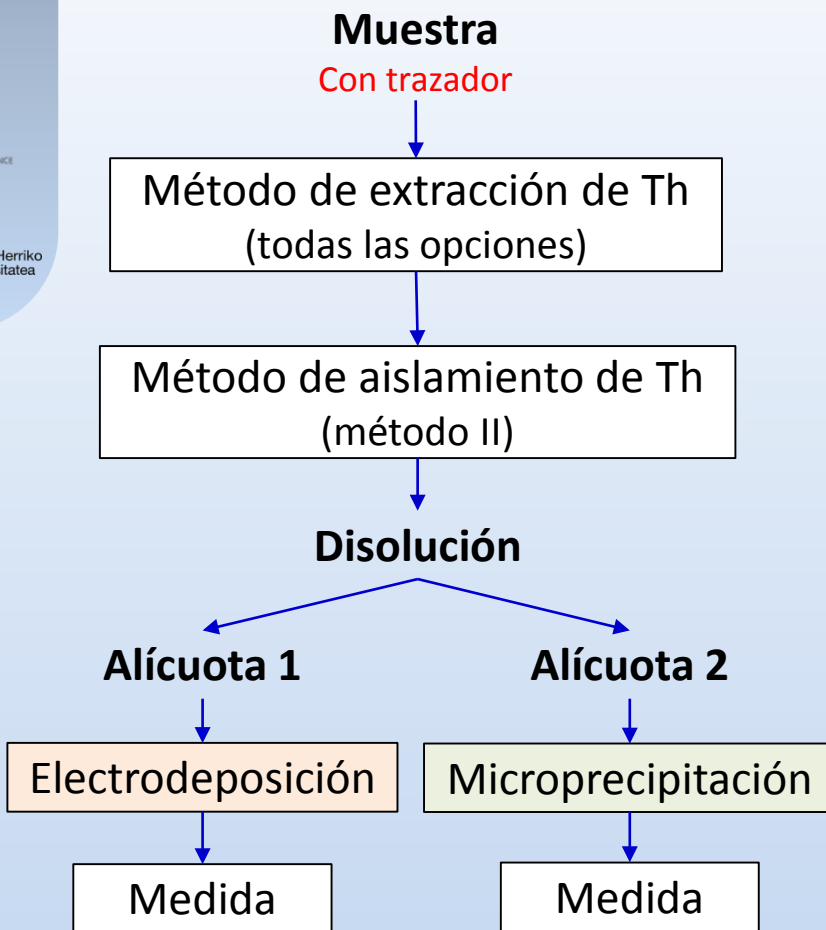 Muestra
Con trazador
Método de extracción de Th
(todas las opciones)
Método de aislamiento de Th
(método II)
Disolución
Alícuota 1
Alícuota 2
Electrodeposición
Microprecipitación
Medida
Medida
Herriko